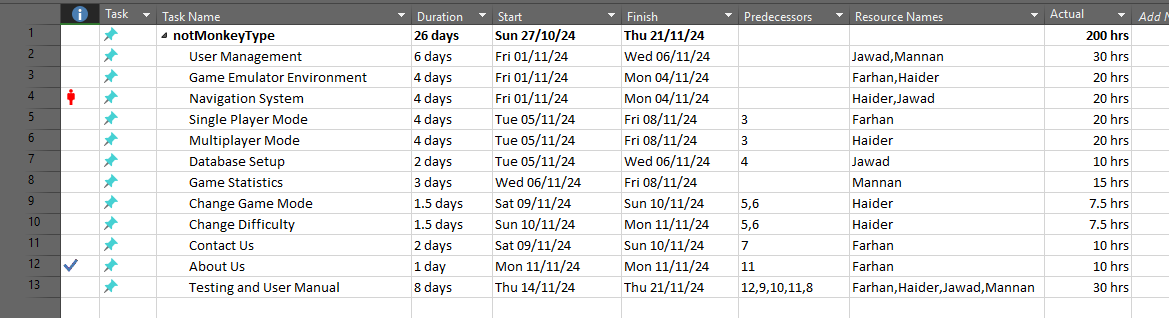 Task Task Name Duration Start Finish Predecessors Resource Names Actual Add N
1 notMonkeyType 26 days Sun 27/10/24 Thu 21/11/24 200 hrs
2 User Management 6 days Fri 01/11/24 Wed 06/11/24 Jawad,Mannan 30 hrs
3 Game Emulator Environment 4 days Fri 01/11/24 Mon 04/11/24 Farhan,Haider 20 hrs
4 Navigation System 4 days Fri 01/11/24 Mon 04/11/24 Haider,Jawad 20 hrs
5 Single Player Mode 4 days Tue 05/11/24 Fri 08/11/24 3 Farhan 20 hrs
6 Multiplayer Mode 4 days Tue 05/11/24 Fri 08/11/24 3 Haider 20 hrs
7 Database Setup 2 days Tue 05/11/24 Wed 06/11/24 4 Jawad 10 hrs
8 Game Statistics 3 days Wed 06/11/24 Fri 08/11/24 Mannan 15 hrs
9 Change Game Mode 1.5 days Sat 09/11/24 Sun 10/11/24 5,6 Haider 7.5 hrs
10 Change Difficulty 1.5 days Sun 10/11/24 Mon 11/11/24 5,6 Haider 7.5 hrs
11 Contact Us 2 days Sat 09/11/24 Sun 10/11/24 7 Farhan 10 hrs
12 About Us 1 day Mon 11/11/24 Mon 11/11/24 11 Farhan 10 hrs
13 Testing and User Manual 8 days Thu 14/11/24 Thu 21/11/24 12,9,10,11,8 Farhan,Haider,Jawad,Mannan 30 hrs